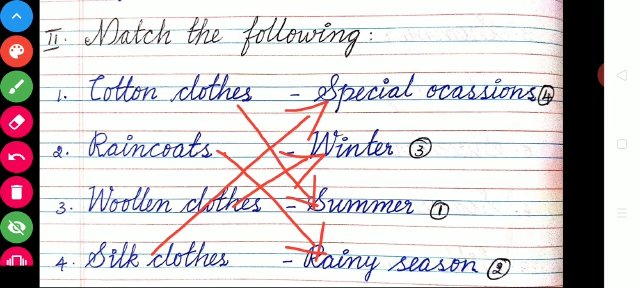 II. Match the following :
1. Cotton clothes - Special ocassions ④
2. Raincoats - Winter ③
3. Woollen clothes - Summer ①
4. Silk clothes - Rainy season ②